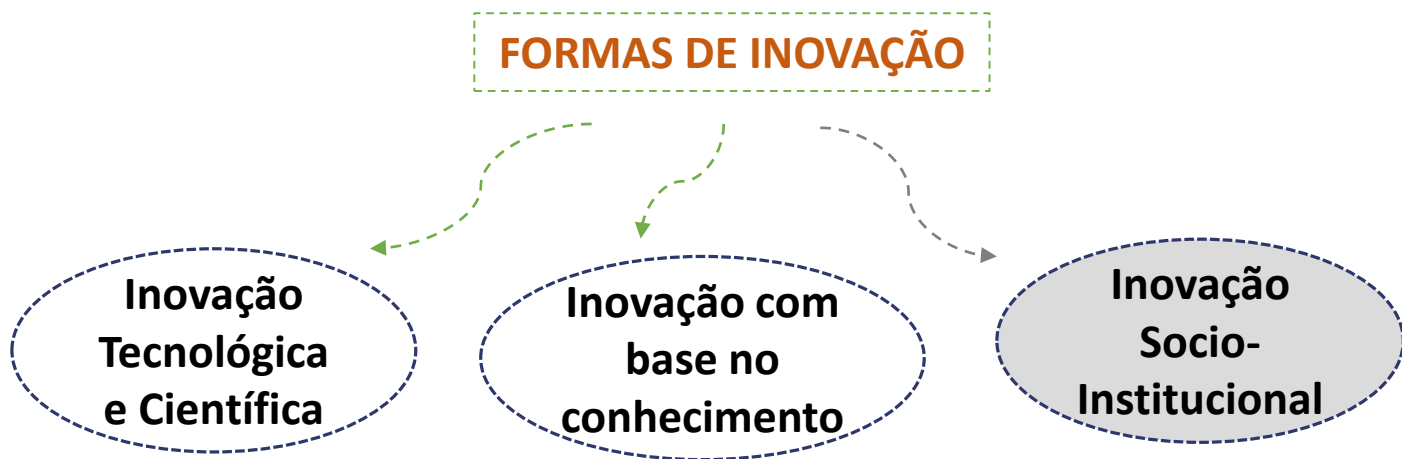 FORMAS DE INOVAÇÃO
Inovação
Tecnológica
e Científica
Inovação com
base no
conhecimento
Inovação
Socio-
Institucional